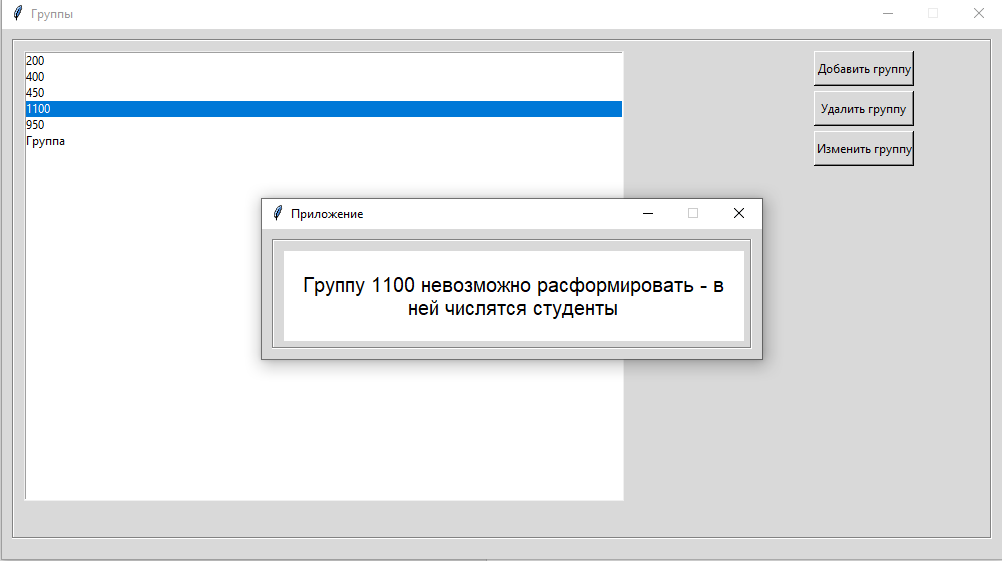 Группы
200
400
450
1100
950
Группа
Добавить группу
Удалить группу
Изменить группу
Приложение
Группу 1100 невозможно расформировать - в
ней числятся студенты